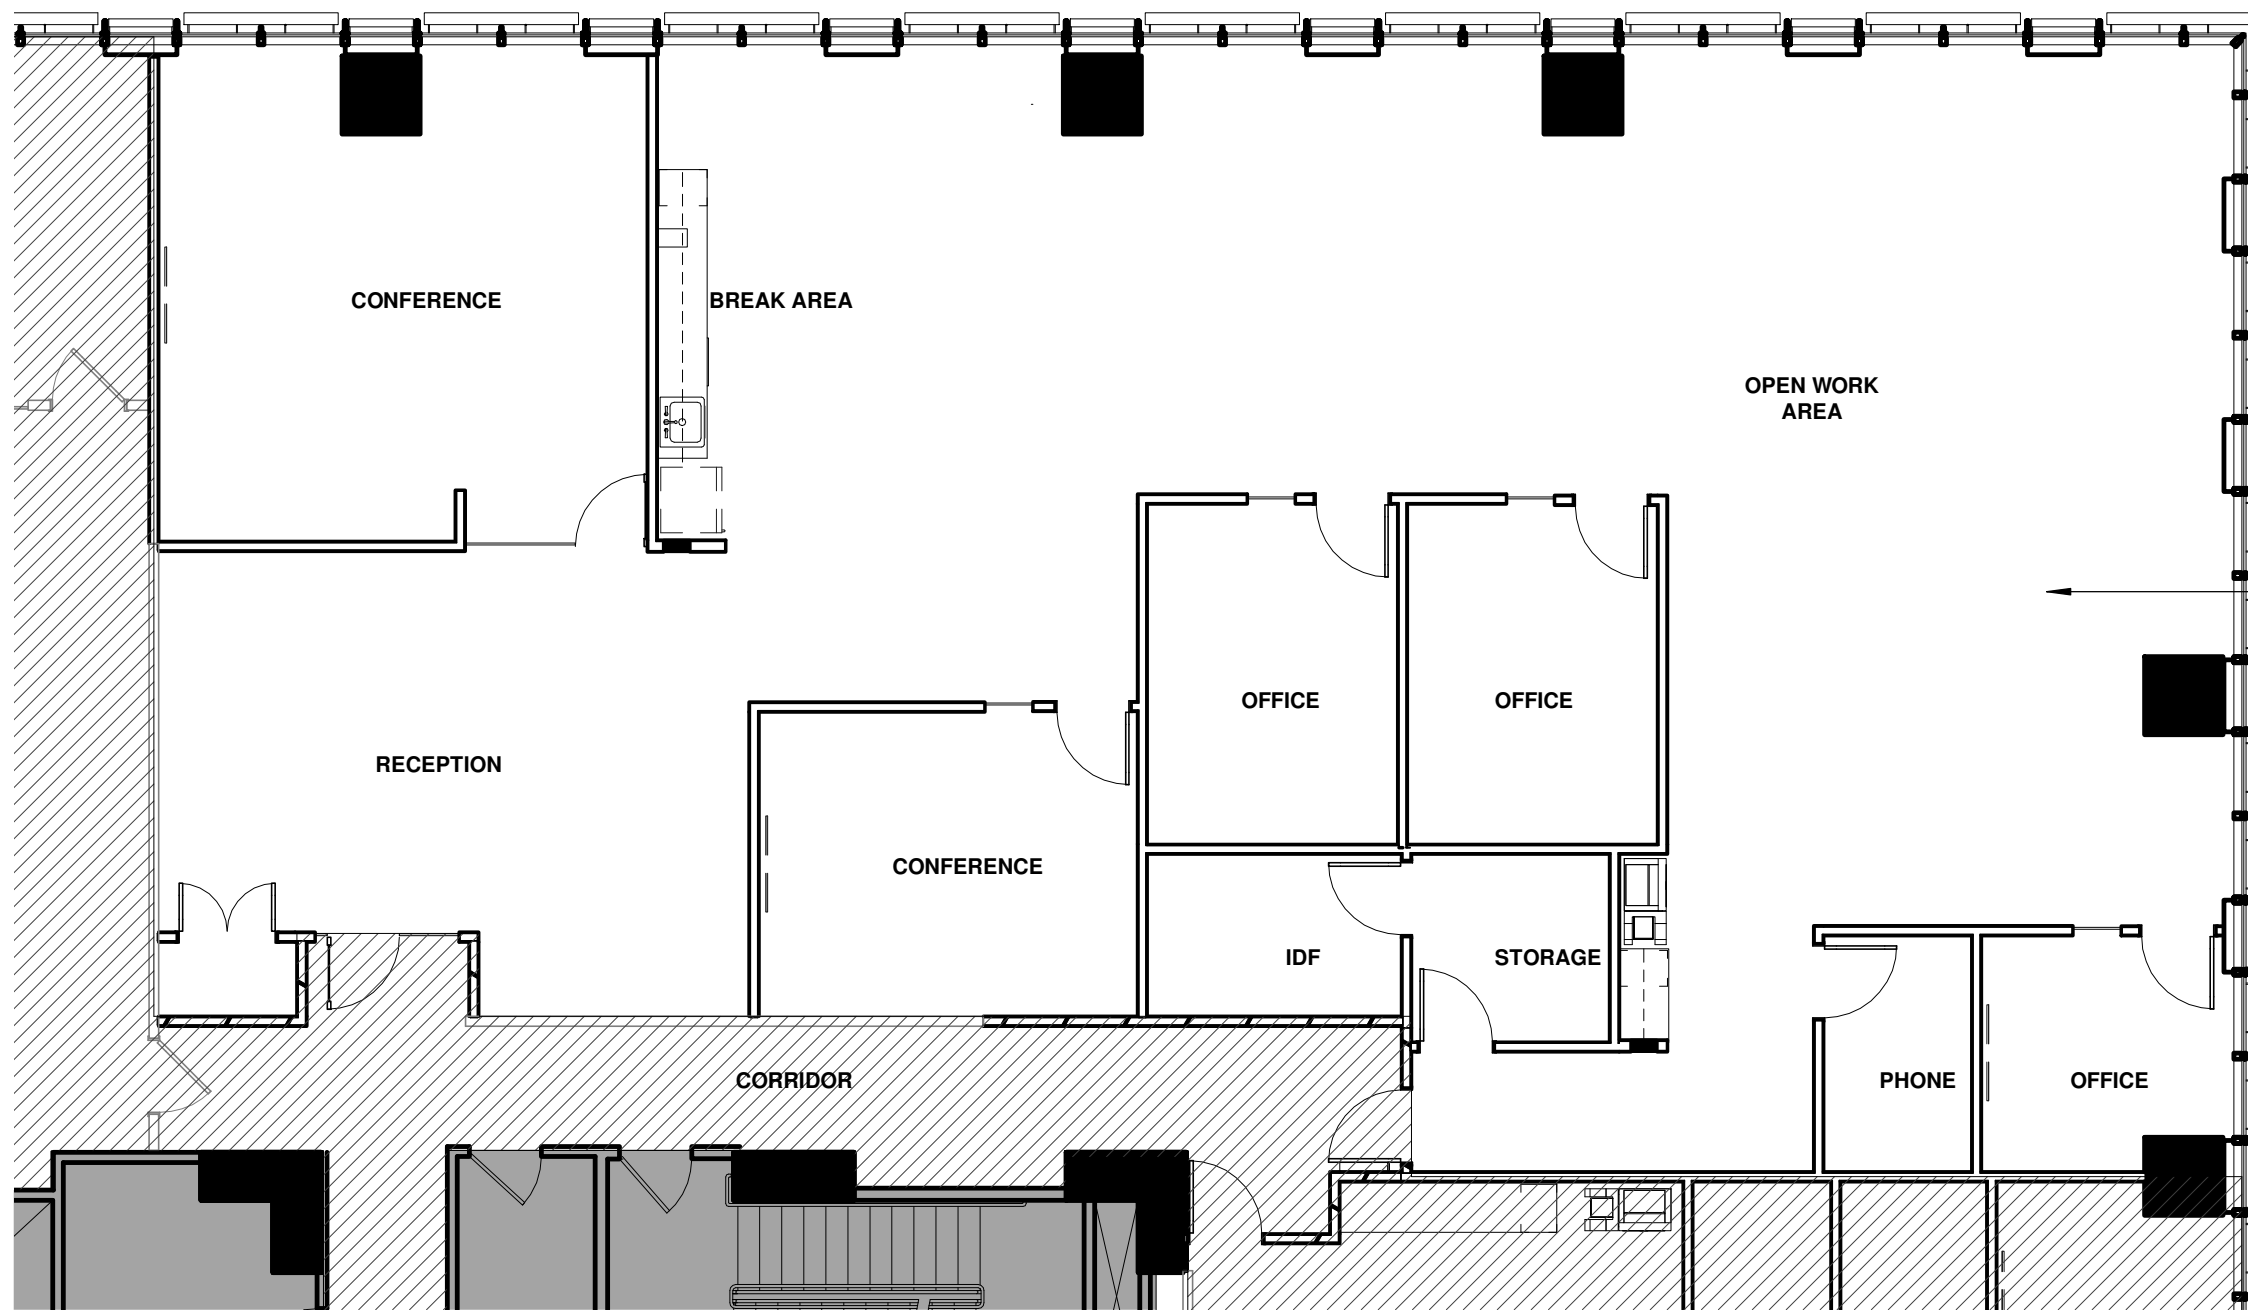 CONFERENCE
BREAK AREA
OPEN WORK
AREA
OFFICE
OFFICE
RECEPTION
CONFERENCE
IDF
STORAGE
CORRIDOR
PHONE
OFFICE